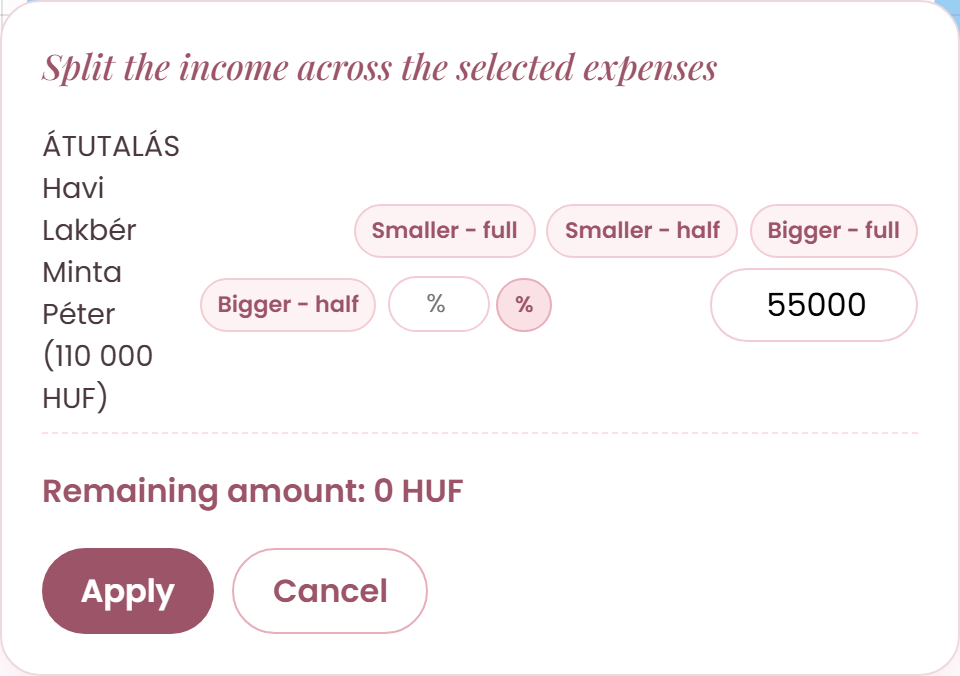 Split the income across the selected expenses
ÁTUTALÁS
Havi
Lakbér
Minta
Péter
(110 000
HUF)
Smaller - full
Smaller - half
Bigger - full
Bigger - half
%
%
55000
Remaining amount: 0 HUF
Apply
Cancel